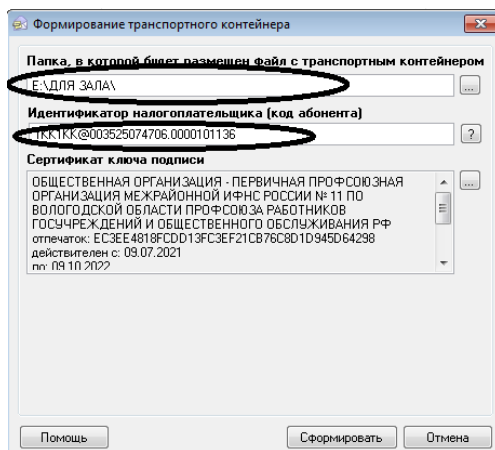 Формирование транспортного контейнера
Папка, в которой будет размещен файл с транспортным контейнером
E:\ДЛЯ ЗАЛА\
...
Идентификатор налогоплательщика (код абонента)
1KK1KK@003525074706.0000101136
?
Сертификат ключа подписи
ОБЩЕСТВЕННАЯ ОРГАНИЗАЦИЯ - ПЕРВИЧНАЯ ПРОФСОЮЗНАЯ
ОРГАНИЗАЦИЯ МЕЖРАЙОННОЙ ИФНС РОССИИ № 11 ПО
ВОЛОГОДСКОЙ ОБЛАСТИ ПРОФСОЮЗА РАБОТНИКОВ
ГОСУЧРЕЖДЕНИЙ И ОБЩЕСТВЕННОГО ОБСЛУЖИВАНИЯ РФ
отпечаток: EC3EE4818FCDD13FC3EF21CB76C8D1D945D64298
действителен с: 09.07.2021
по: 09.10.2022
...
Помощь
Сформировать
Отмена